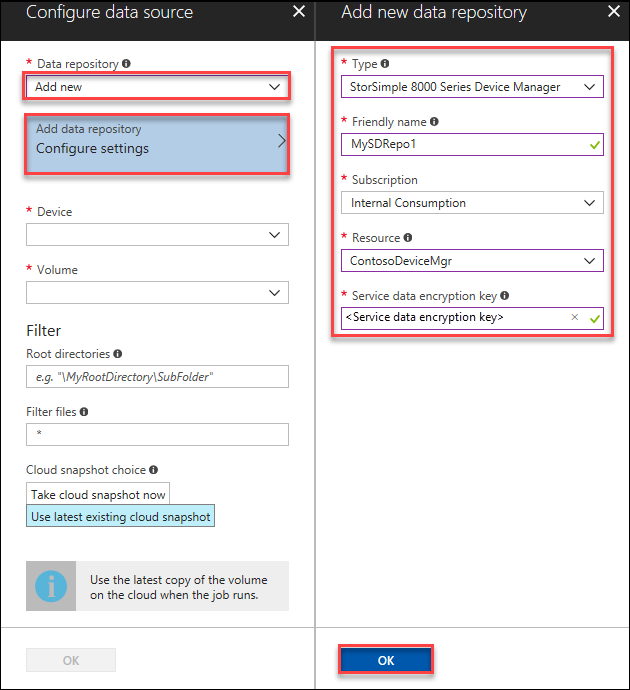 Configure data source
* Data repository
Add new
Add data repository
Configure settings
* Device
* Volume
Filter
Root directories
e.g. "\MyRootDirectory\SubFolder"
Filter files
*
Cloud snapshot choice
Take cloud snapshot now
Use latest existing cloud snapshot
Use the latest copy of the volume
on the cloud when the job runs.
OK
Add new data repository
* Type
StorSimple 8000 Series Device Manager
* Friendly name
MySDRepo1
* Subscription
Internal Consumption
* Resource
ContosoDeviceMgr
* Service data encryption key
<Service data encryption key>
OK